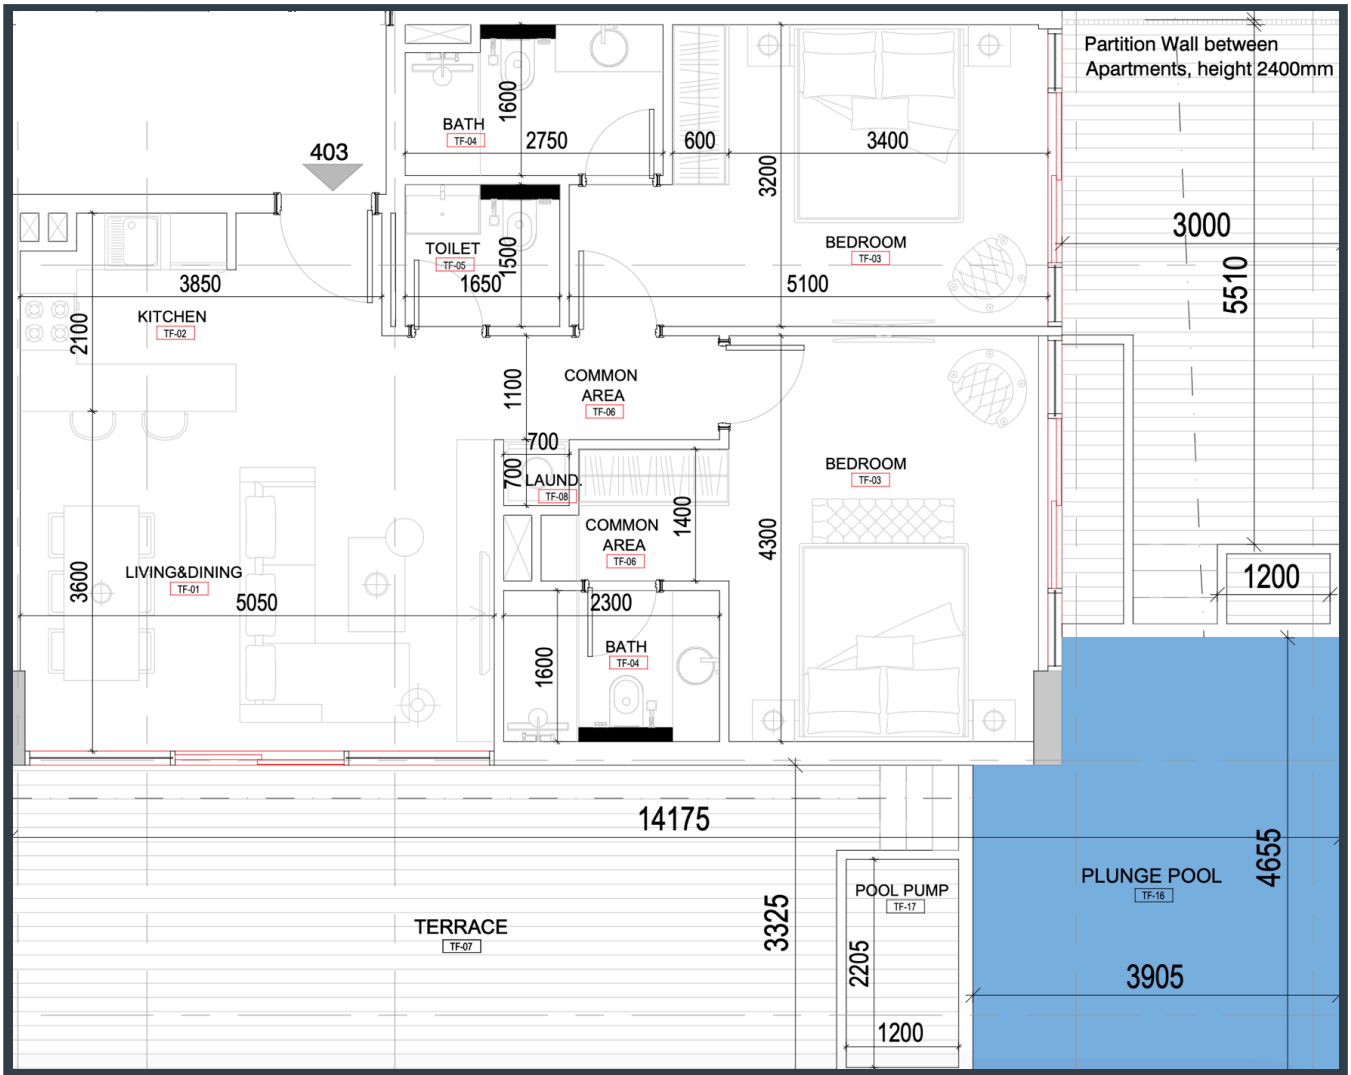 Partition Wall between
Apartments, height 2400mm
403
BATH
TF-04
1600
2750
600
3400
3200
3000
5510
TOILET
TF-05
1500
1650
BEDROOM
TF-03
5100
3850
KITCHEN
TF-02
2100
1100
COMMON
AREA
TF-06
700
700
LAUND.
TF-08
BEDROOM
TF-03
1400
4300
COMMON
AREA
TF-06
LIVING&DINING
TF-01
3600
5050
2300
1200
BATH
TF-04
1600
14175
4655
PLUNGE POOL
TF-16
POOL PUMP
TF-17
TERRACE
TF-07
3325
2205
3905
1200